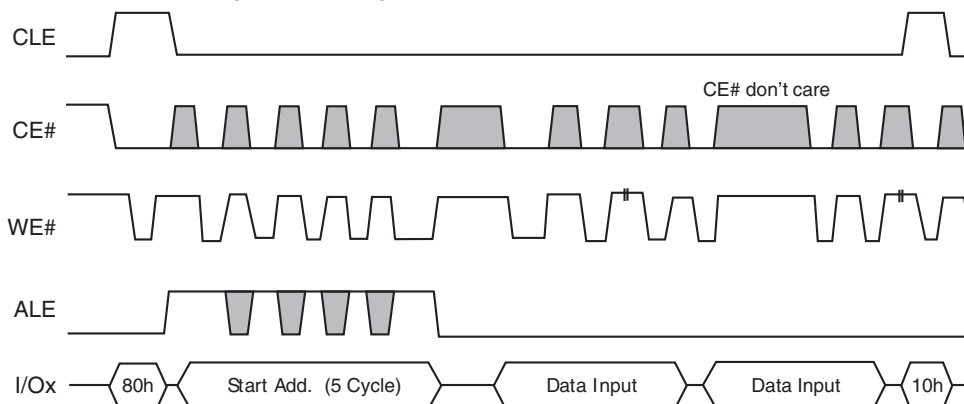 CLE
CE# don't care
CE#
WE#
ALE
I/Ox
80h
Start Add. (5 Cycle)
Data Input
Data Input
10h